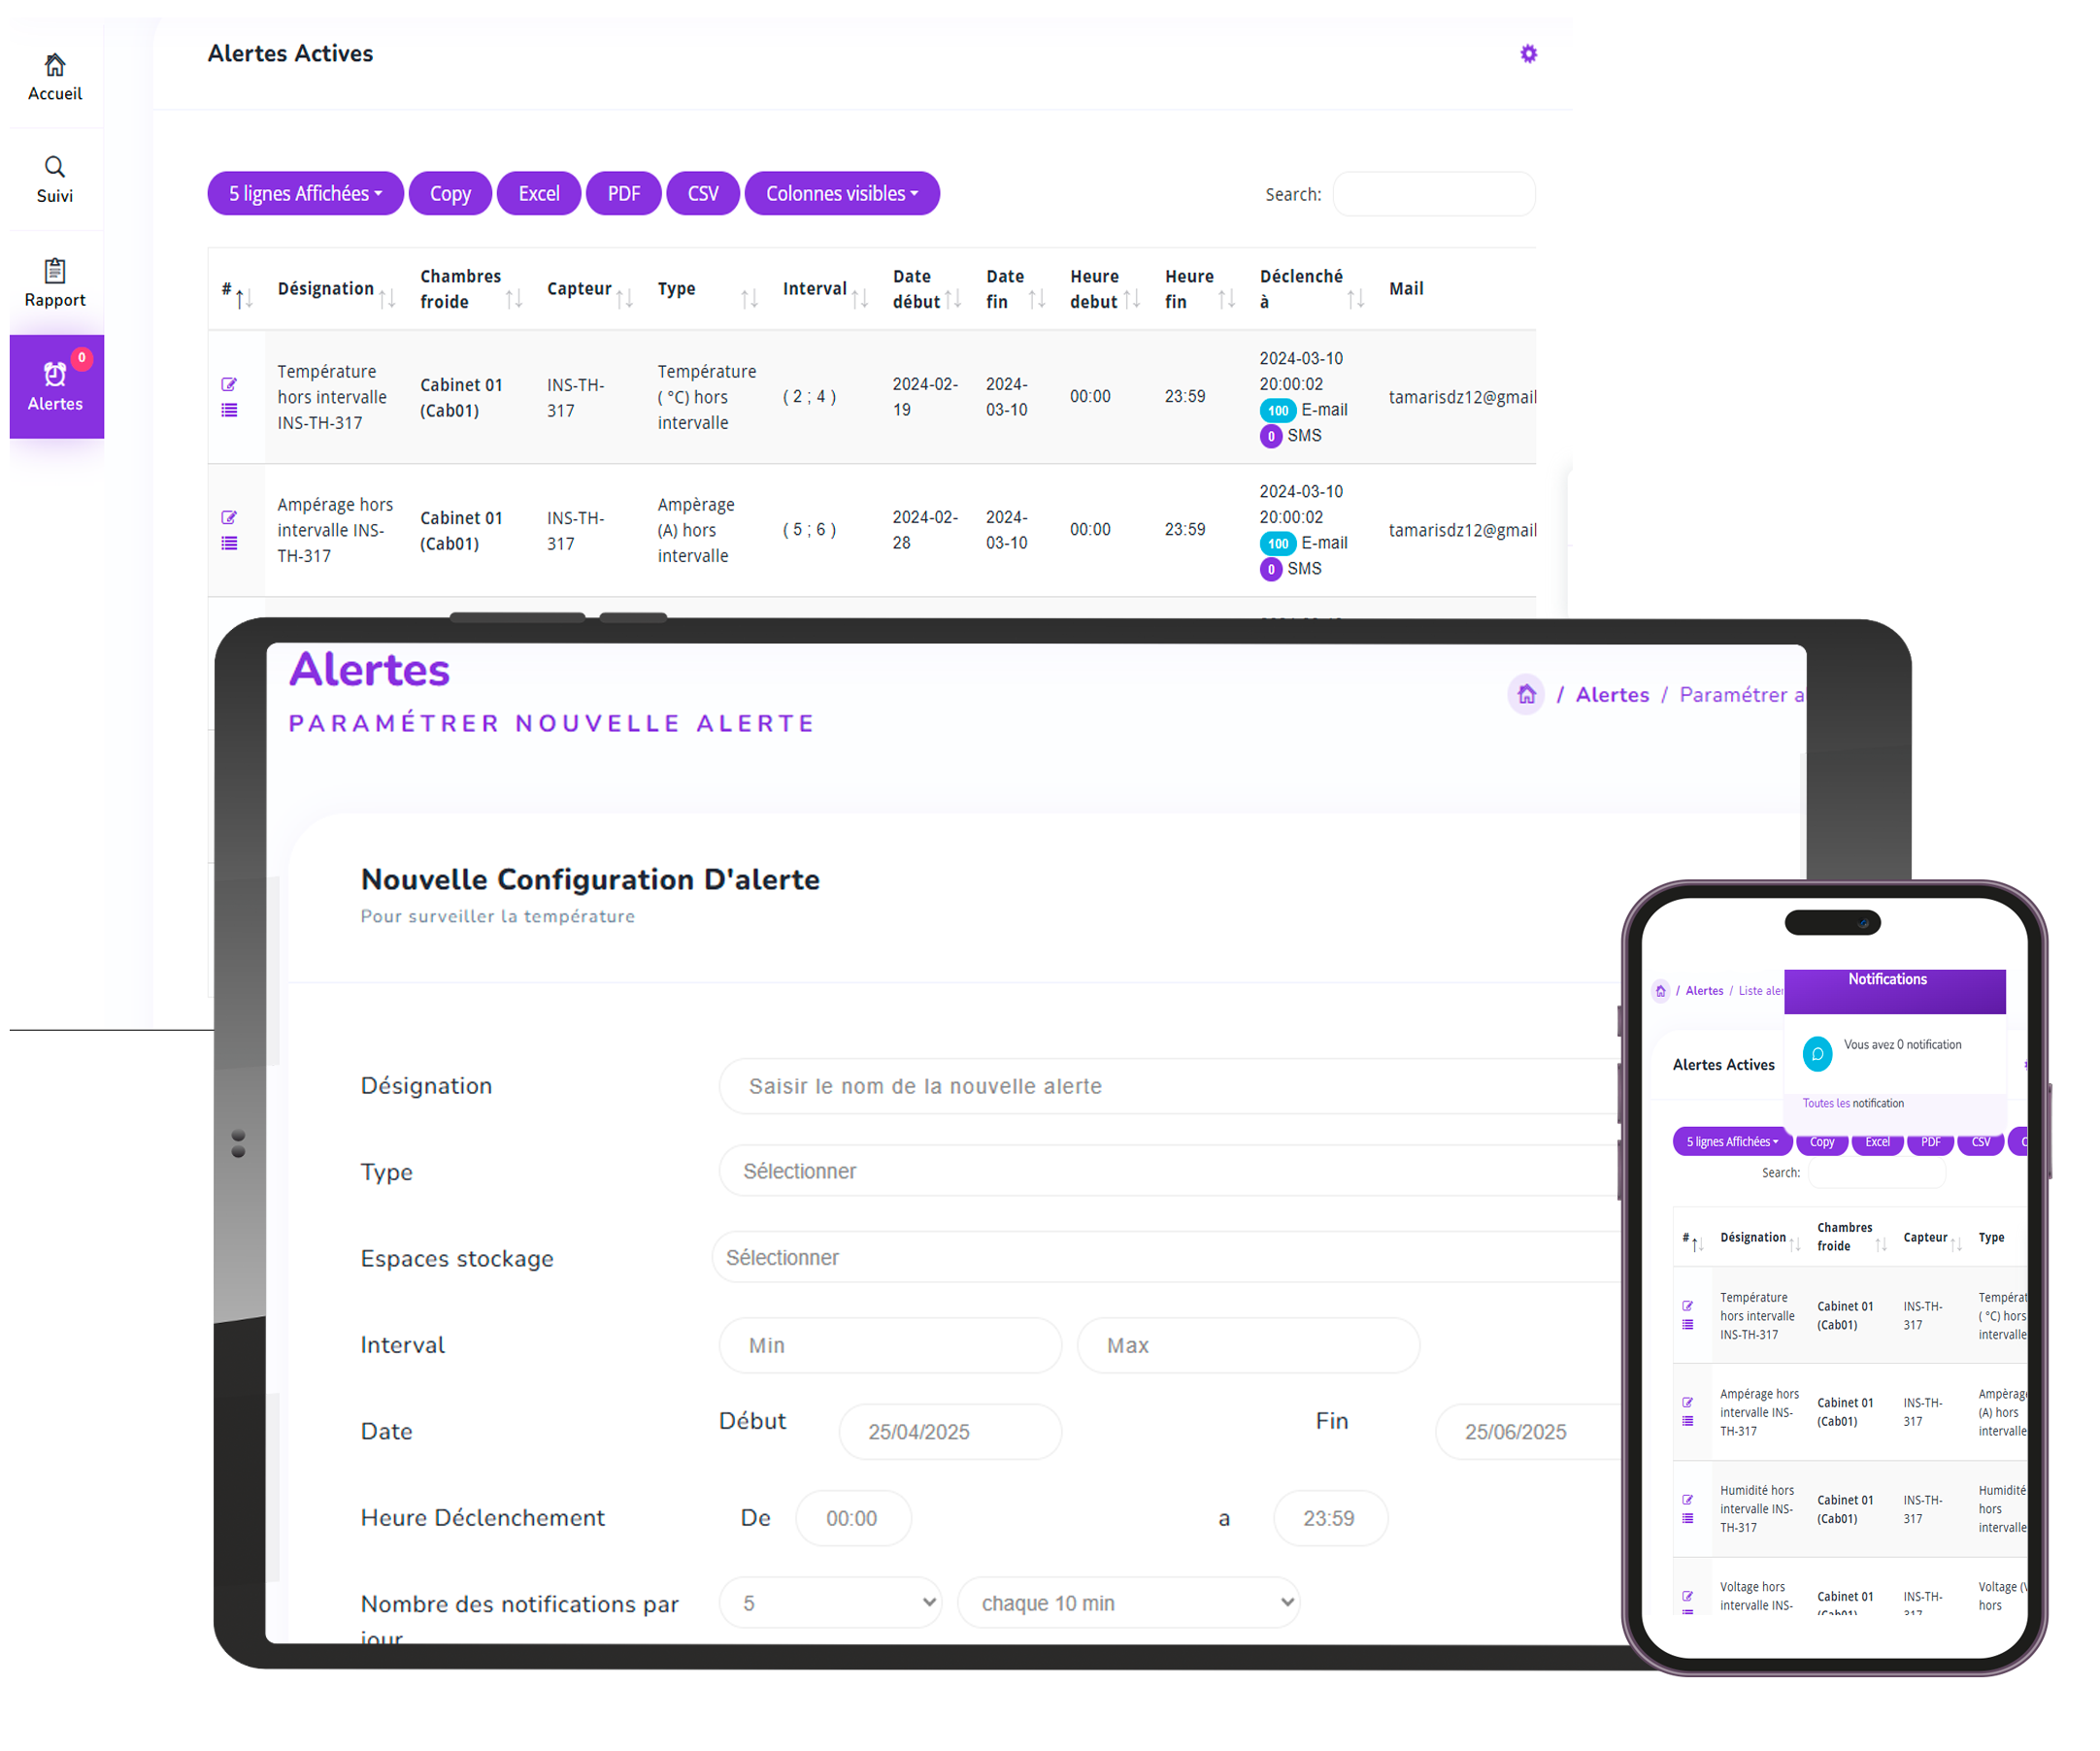 Alertes Actives
Accueil
Suivi
Rapport
0
Alertes
5 lignes Affichées
Copy
Excel
PDF
CSV
Colonnes visibles
Search:
# Désignation Chambres froide Capteur Type Interval Date début Date fin Heure debut Heure fin Déclenché à Mail
Température hors intervalle INS-TH-317
Cabinet 01 (Cab01)
INS-TH-317
Température ( °C) hors intervalle
( 2 ; 4 )
2024-02-19
2024-03-10
00:00
23:59
2024-03-10 20:00:02
100 E-mail
0 SMS
tamarisdz12@gmail
Ampérage hors intervalle INS-TH-317
Cabinet 01 (Cab01)
INS-TH-317
Ampèrage (A) hors intervalle
( 5 ; 6 )
2024-02-28
2024-03-10
00:00
23:59
2024-03-10 20:00:02
100 E-mail
0 SMS
tamarisdz12@gmail
Alertes
PARAMÉTRER NOUVELLE ALERTE
/ Alertes / Paramétrer a
Nouvelle Configuration D'alerte
Pour surveiller la température
Désignation
Saisir le nom de la nouvelle alerte
Type
Sélectionner
Espaces stockage
Sélectionner
Interval
Min
Max
Date
Début
25/04/2025
Fin
25/06/2025
Heure Déclenchement
De
00:00
a
23:59
Nombre des notifications par jour
5
chaque 10 min
/ Alertes / Liste aler
Notifications
Vous avez 0 notification
Toutes les notification
Alertes Actives
5 lignes Affichées
Copy
Excel
PDF
CSV
C
Search:
# Désignation Chambres froide Capteur Type
Température hors intervalle INS-TH-317
Cabinet 01 (Cab01)
INS-TH-317
Températ ( °C) hors intervalle
Ampérage hors intervalle INS-TH-317
Cabinet 01 (Cab01)
INS-TH-317
Ampèrag (A) hors intervalle
Humidité hors intervalle INS-TH-317
Cabinet 01 (Cab01)
INS-TH-317
Humidité hors intervalle
Voltage hors intervalle INS-
Cabinet 01 (Cab01)
INS-TH-317
Voltage (V hors